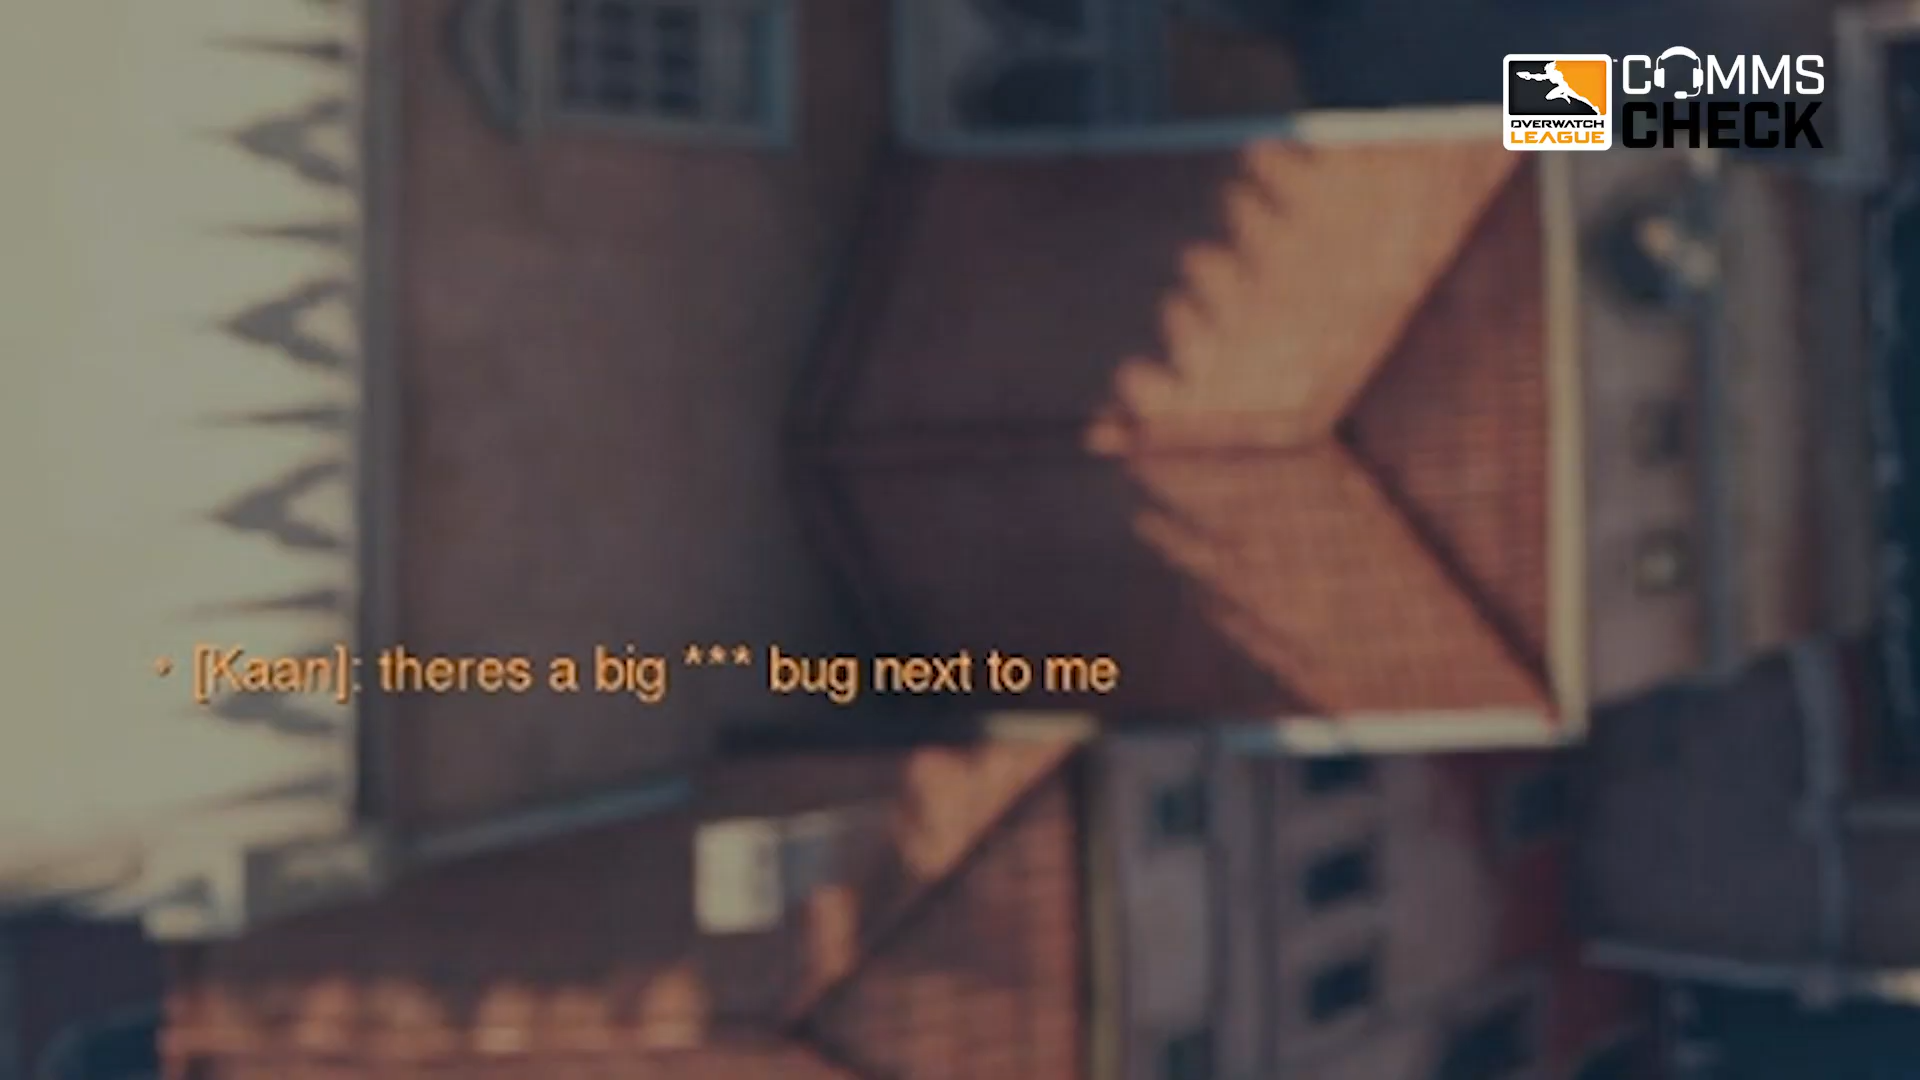 COMMS
CHECK
OVERWATCH
LEAGUE
[Kaan]: theres a big *** bug next to me